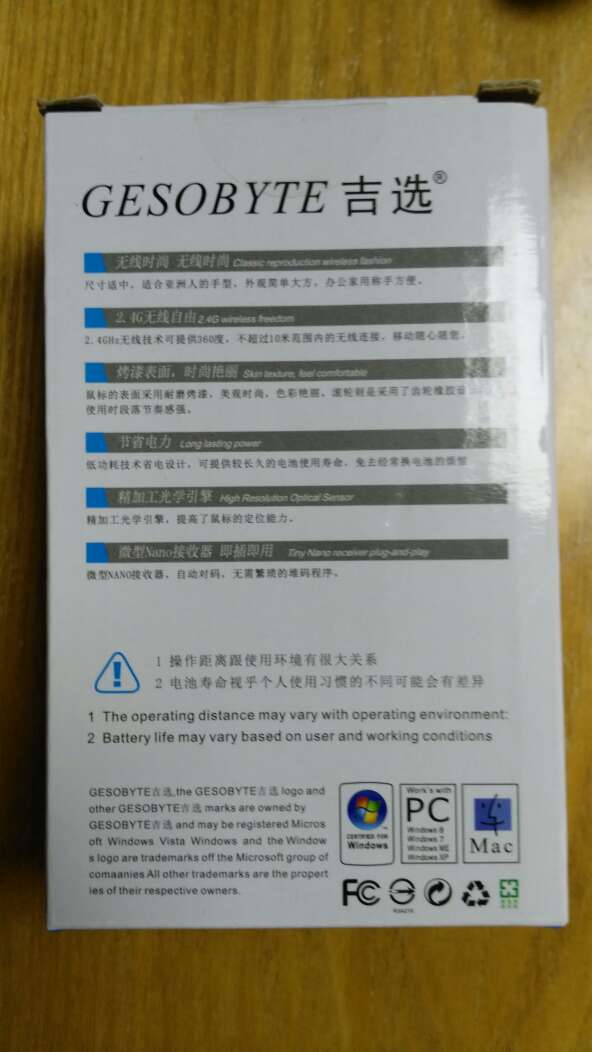 GESOBYTE 吉选®
无线时尚 无线时尚 Classic reproduction wireless fashion
尺寸适中，适合亚洲人的手型，外观简单大方，办公家用称手方便。
2.4G无线自由 2.4G wireless freedom
2.4GHz无线技术可提供360度，不超过10米范围内的无线连接，移动随心随您。
烤漆表面，时尚艳丽 Skin texture, feel comfortable
鼠标的表面采用耐磨烤漆，美观时尚，色彩艳丽，滚轮则是采用了齿轮橡胶
使用时段落节奏感强。
节省电力 Long lasting power
低功耗技术省电设计，可提供较长久的电池使用寿命，免去经常换电池的烦恼
精加工光学引擎 High Resolution Optical Sensor
精加工光学引擎，提高了鼠标的定位能力。
微型Nano接收器 即插即用 Tiny Nano receiver plug-and-play
微型NANO接收器，自动对码，无需繁琐的堆码程序。
1 操作距离跟使用环境有很大关系
2 电池寿命视乎个人使用习惯的不同可能会有差异
1 The operating distance may vary with operating environment:
2 Battery life may vary based on user and working conditions
GESOBYTE吉选,the GESOBYTE吉选 logo and
other GESOBYTE吉选 marks are owned by
GESOBYTE吉选 and may be registered Micros
oft Windows Vista Windows and the Window
s logo are trademarks off the Microsoft group of
comaanies All other trademarks are the propert
ies of their respective owners.
CERTIFIED FOR
Windows
Work's with
PC
Windows 8
Windows 7
Windows ME
Windows XP
Mac
FC